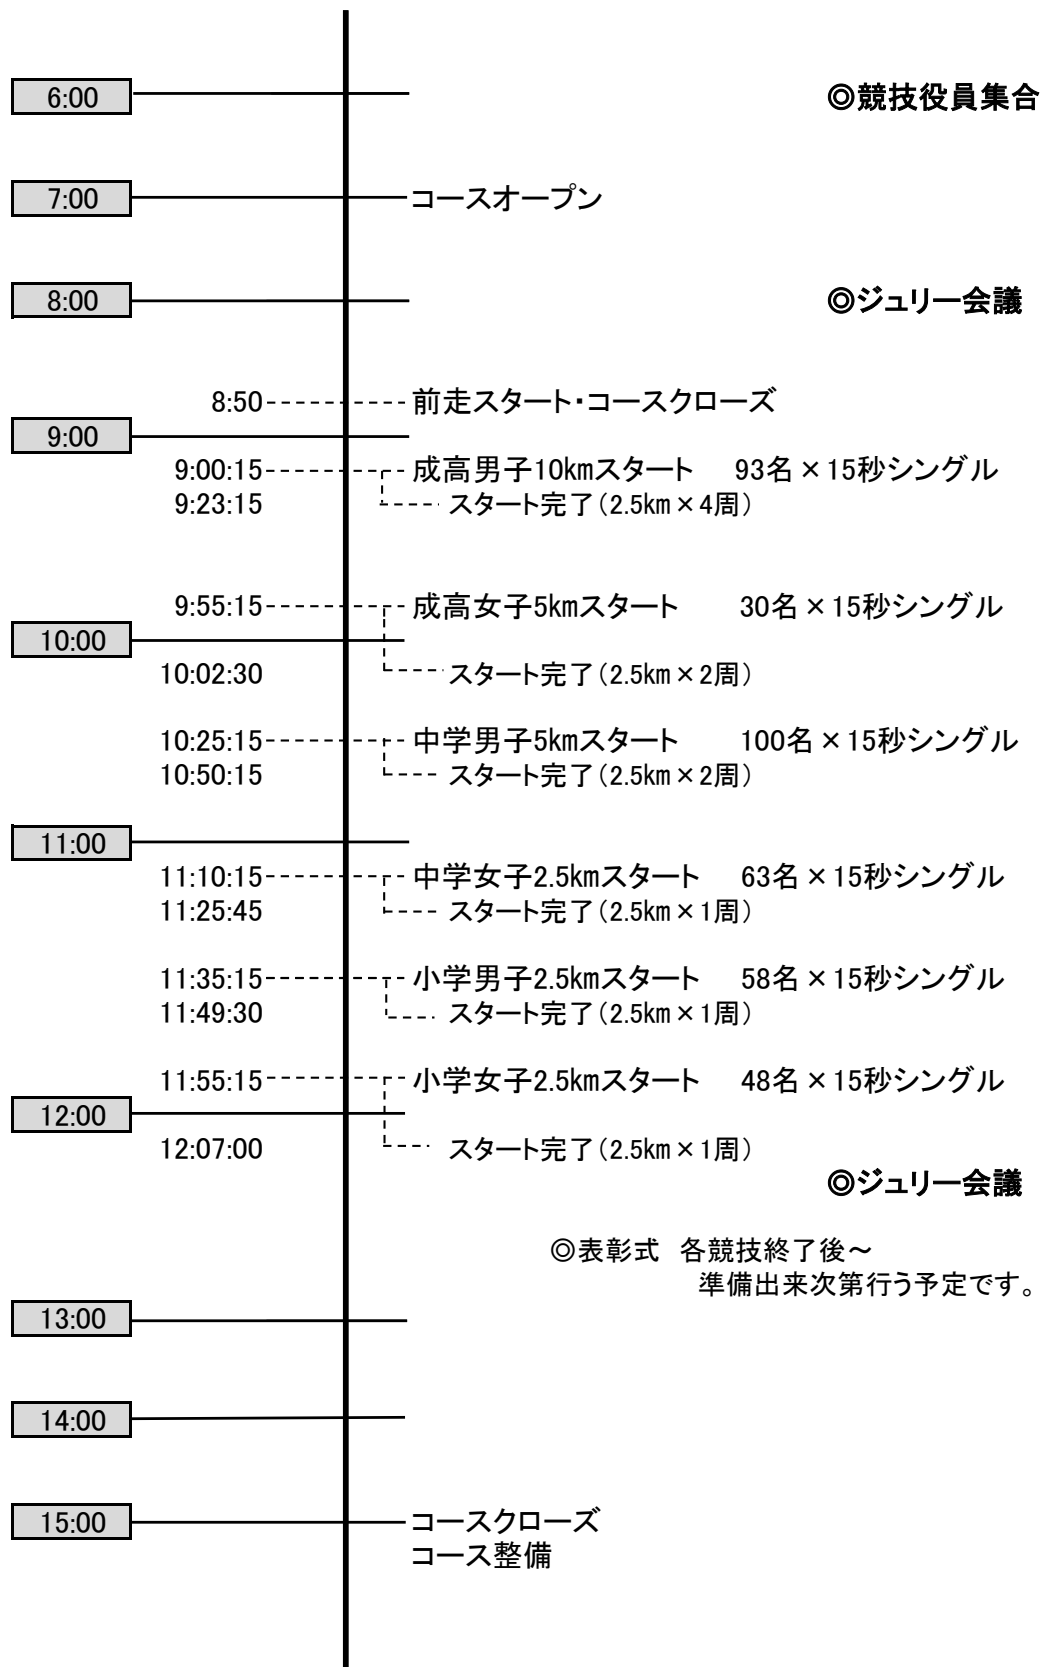 6:00 ◎競技役員集合
7:00 コースオープン
8:00 ◎ジュリー会議
8:50 前走スタート・コースクローズ
9:00
9:00:15 成高男子10kmスタート 93名×15秒シングル
9:23:15 スタート完了(2.5km×4周)
9:55:15 成高女子5kmスタート 30名×15秒シングル
10:00
10:02:30 スタート完了(2.5km×2周)
10:25:15 中学男子5kmスタート 100名×15秒シングル
10:50:15 スタート完了(2.5km×2周)
11:00
11:10:15 中学女子2.5kmスタート 63名×15秒シングル
11:25:45 スタート完了(2.5km×1周)
11:35:15 小学男子2.5kmスタート 58名×15秒シングル
11:49:30 スタート完了(2.5km×1周)
11:55:15 小学女子2.5kmスタート 48名×15秒シングル
12:00
12:07:00 スタート完了(2.5km×1周)
◎ジュリー会議
◎表彰式 各競技終了後~
準備出来次第行う予定です。
13:00
14:00
15:00 コースクローズ
コース整備